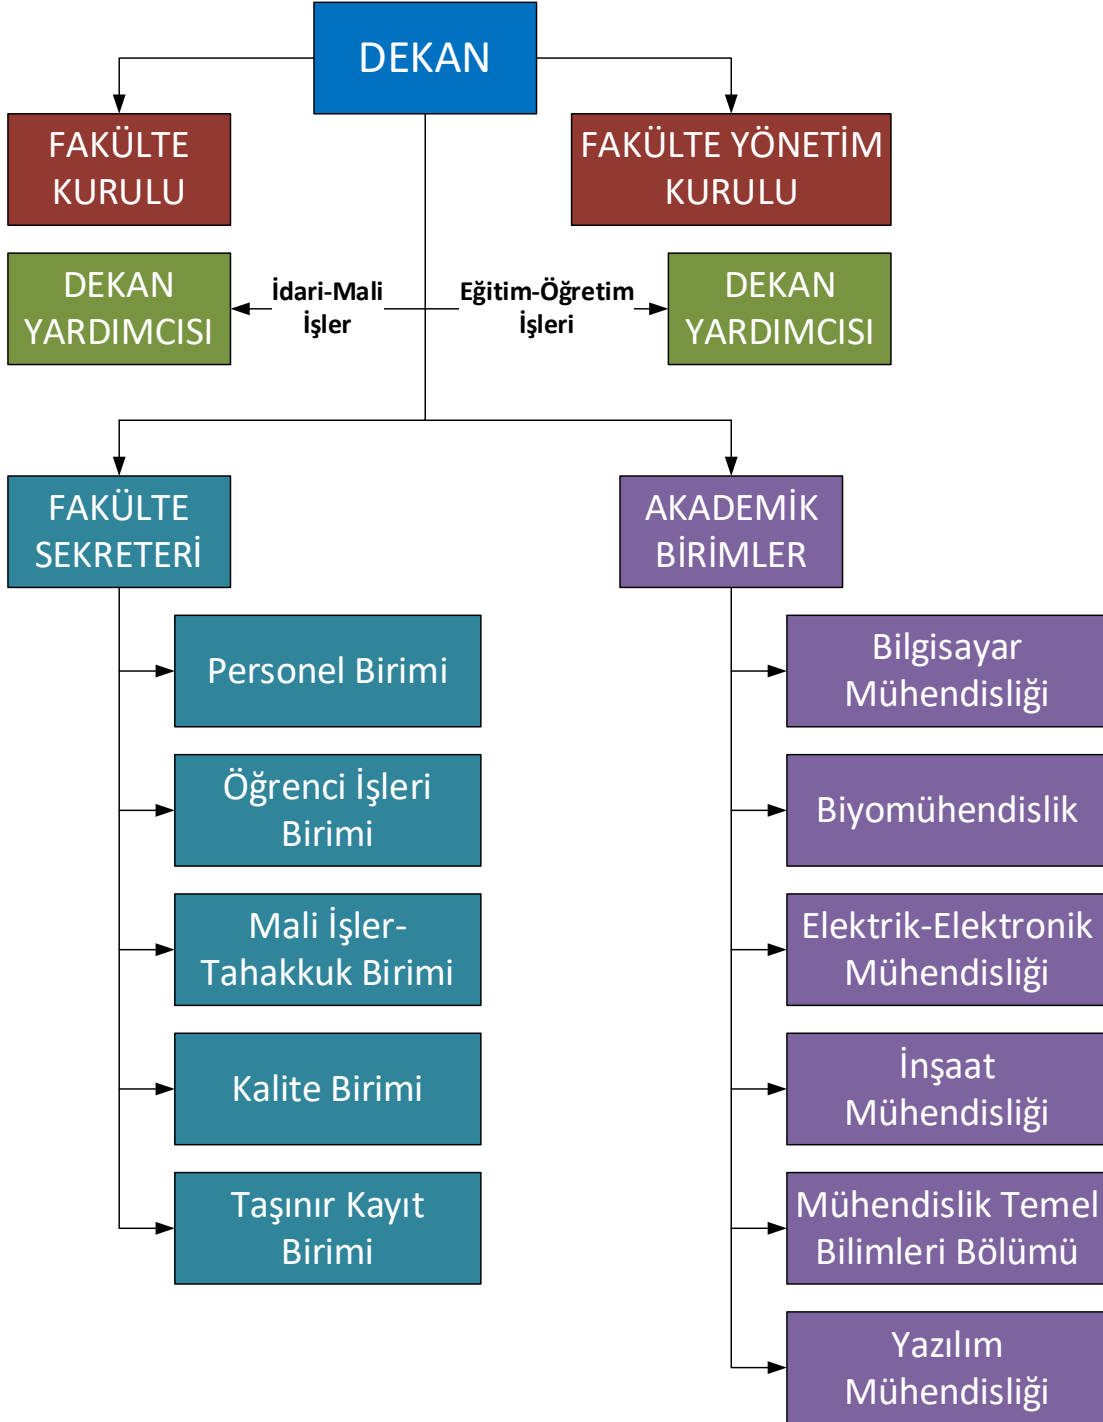 DEKAN
FAKÜLTE
KURULU
FAKÜLTE YÖNETİM
KURULU
DEKAN
YARDIMCISI
İdari-Mali
İşler
Eğitim-Öğretim
İşleri
DEKAN
YARDIMCISI
FAKÜLTE
SEKRETERİ
AKADEMİK
BİRİMLER
Personel Birimi
Öğrenci İşleri
Birimi
Mali İşler-
Tahakkuk Birimi
Kalite Birimi
Taşınır Kayıt
Birimi
Bilgisayar
Mühendisliği
Biyomühendislik
Elektrik-Elektronik
Mühendisliği
İnşaat
Mühendisliği
Mühendislik Temel
Bilimleri Bölümü
Yazılım
Mühendisliği